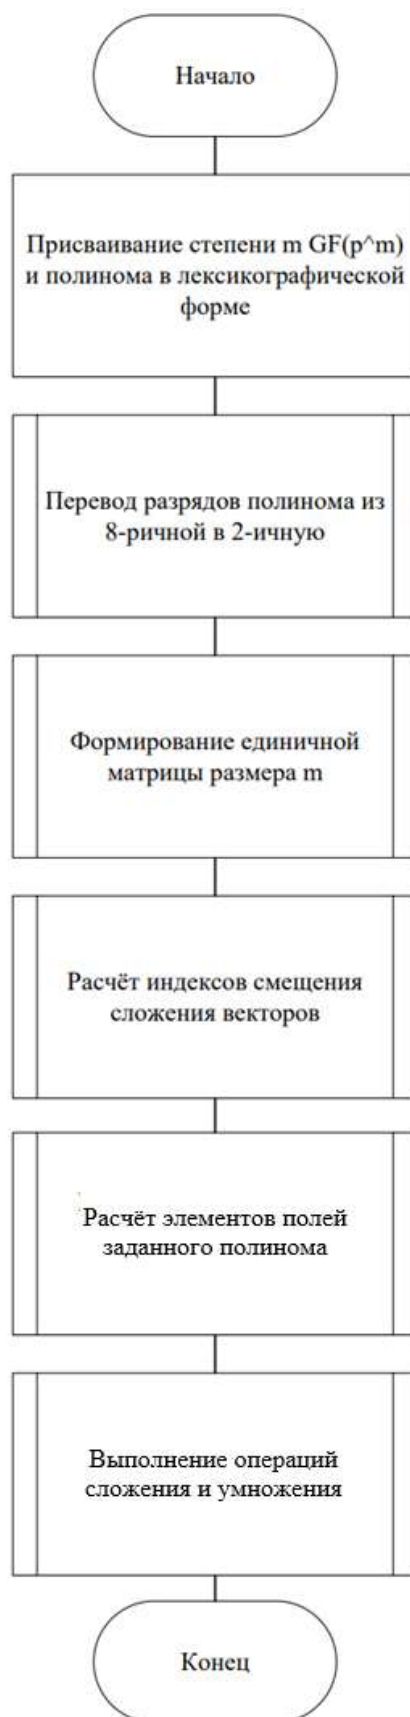 Начало
Присваивание степени m GF(p^m)
и полинома в лексикографической
форме
Перевод разрядов полинома из
8-ричной в 2-ичную
Формирование единичной
матрицы размера m
Расчёт индексов смещения
сложения векторов
Расчёт элементов полей
заданного полинома
Выполнение операций
сложения и умножения
Конец